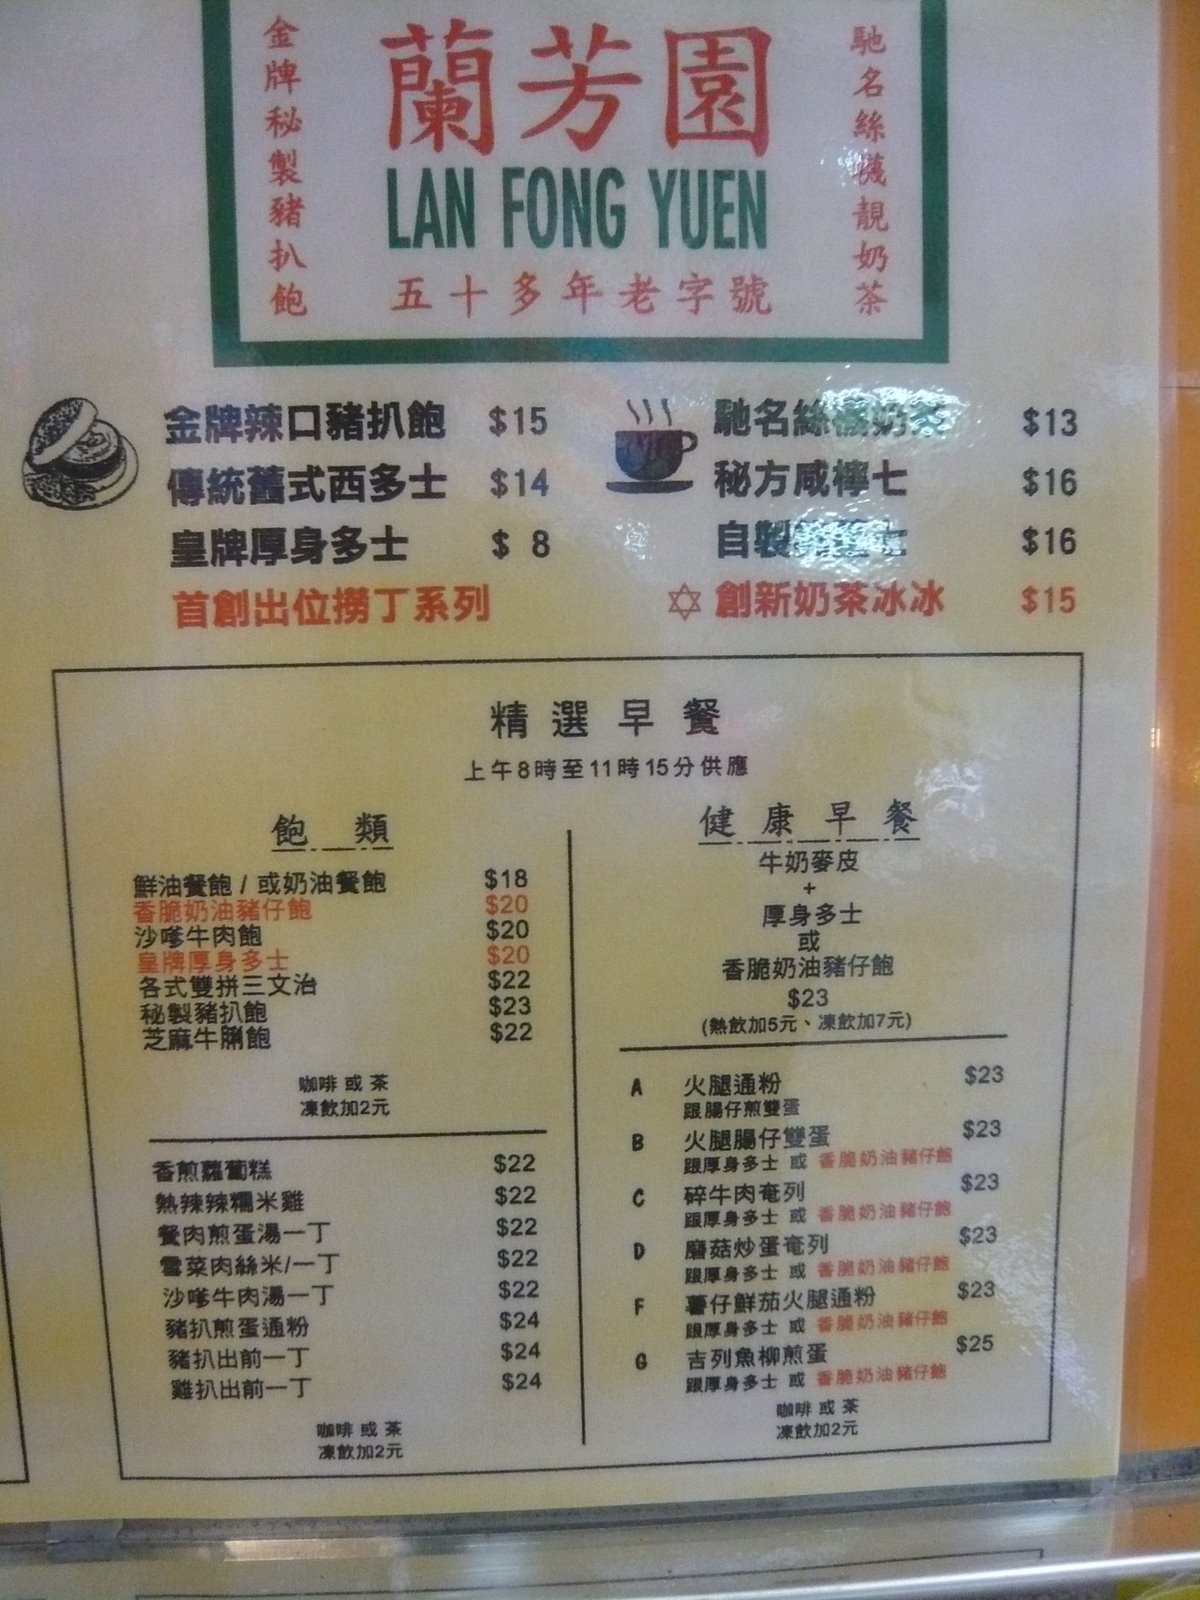 蘭芳園
LAN FONG YUEN
五十多年老字號
金牌秘製豬扒飽
馳名絲襪靚奶茶
金牌辣口豬扒飽 $15
傳統舊式西多士 $14
皇牌厚身多士 $ 8
首創出位撈丁系列
馳名絲襪奶茶 $13
秘方咸檸七 $16
自製 $16
創新奶茶冰冰 $15
精選早餐
上午8時至11時15分供應
飽類
鮮油餐飽 / 或奶油餐飽 $18
香脆奶油豬仔飽 $20
沙嗲牛肉飽 $20
皇牌厚身多士 $20
各式雙拼三文治 $22
秘製豬扒飽 $23
芝麻牛脷飽 $22
咖啡 或 茶
凍飲加2元
香煎蘿蔔糕 $22
熱辣辣糯米雞 $22
餐肉煎蛋湯一丁 $22
雪菜肉絲米/一丁 $22
沙嗲牛肉湯一丁 $22
豬扒煎蛋通粉 $24
豬扒出前一丁 $24
雞扒出前一丁 $24
咖啡 或 茶
凍飲加2元
健康早餐
牛奶麥皮
+
厚身多士
或
香脆奶油豬仔飽
$23
(熱飲加5元、凍飲加7元)
A 火腿通粉 $23
跟腸仔煎雙蛋
B 火腿腸仔雙蛋 $23
跟厚身多士 或 香脆奶油豬仔飽
C 碎牛肉奄列 $23
跟厚身多士 或 香脆奶油豬仔飽
D 磨菇炒蛋奄列 $23
跟厚身多士 或 香脆奶油豬仔飽
F 薯仔鮮茄火腿通粉 $23
跟厚身多士 或 香脆奶油豬仔飽
G 吉列魚柳煎蛋 $25
跟厚身多士 或 香脆奶油豬仔飽
咖啡 或 茶
凍飲加2元